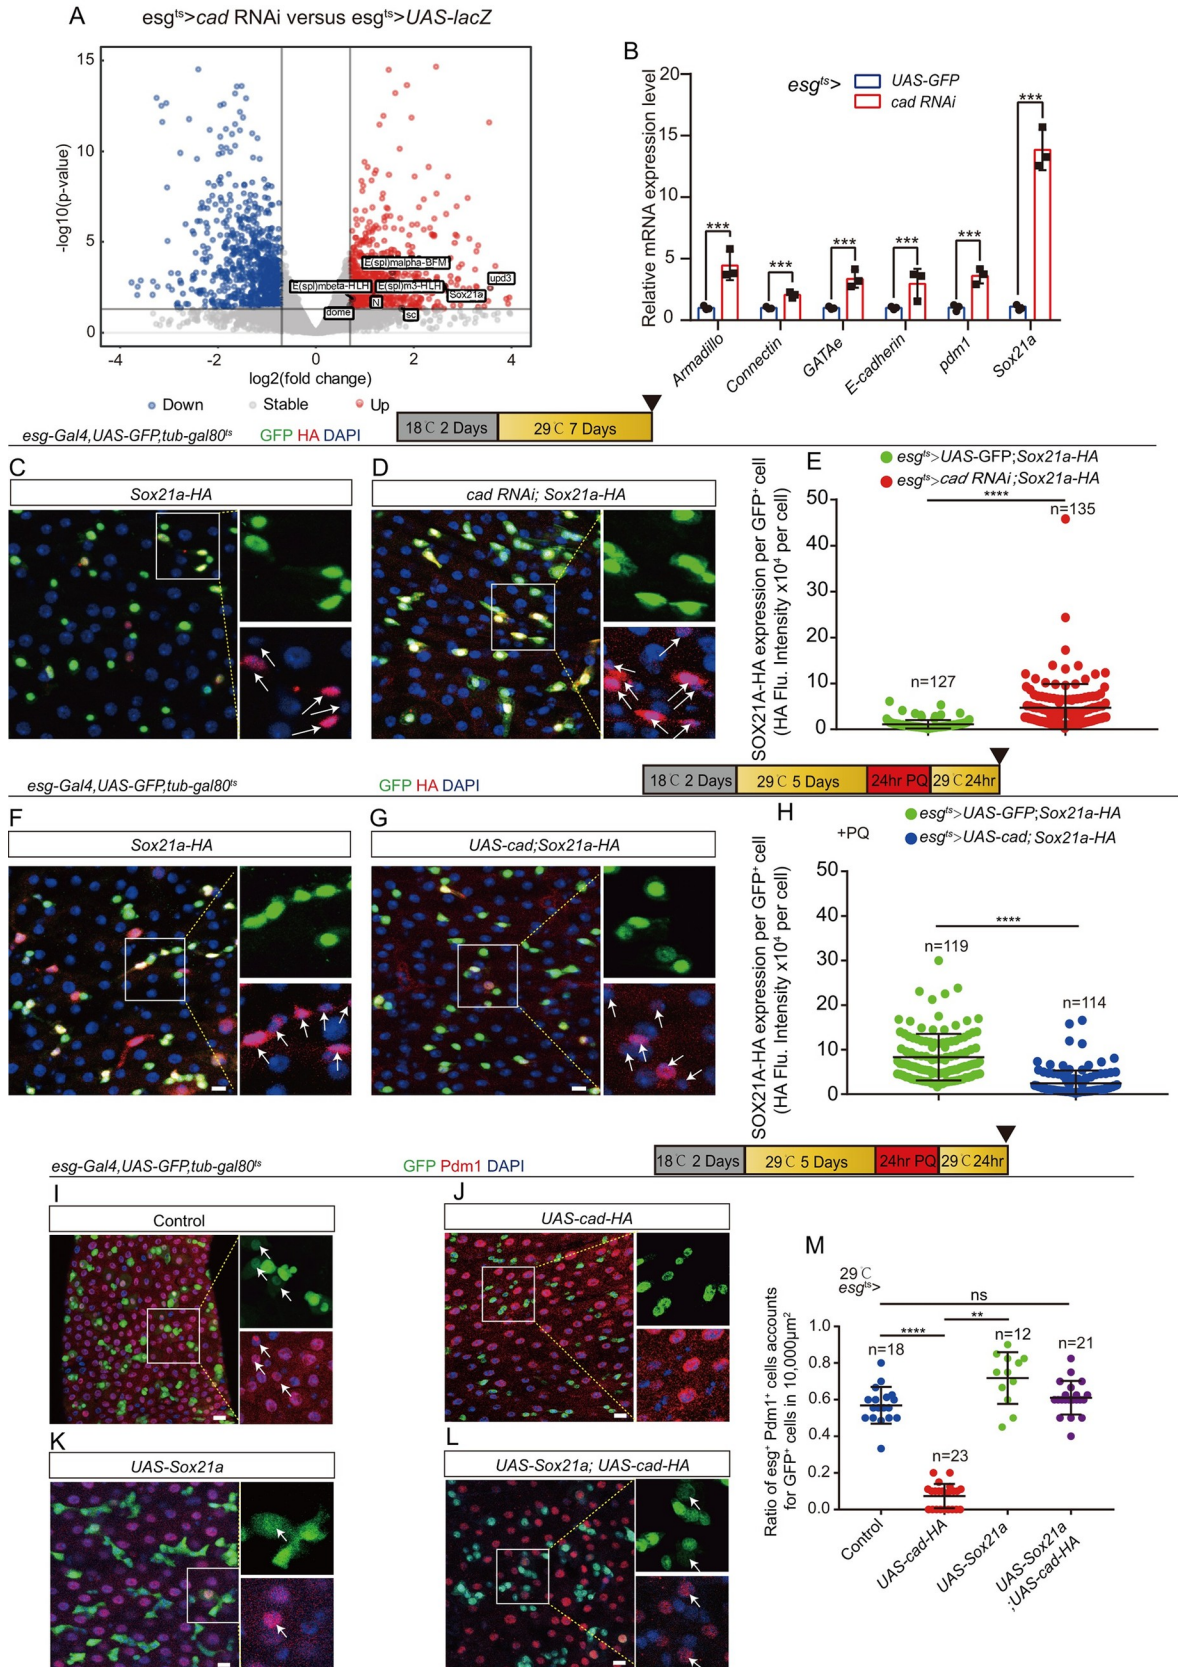 A
esgᵗˢ>cad RNAi versus esgᵗˢ>UAS-lacZ
15
10
5
0
-log10(p-value)
E(spl)malpha-BFM
upd3
E(spl)mbeta-HLH
E(spl)m3-HLH
Sox21a
N
dome
sc
-4
-2
0
2
4
log2(fold change)
Down
Stable
Up
B
esgᵗˢ>
UAS-GFP
cad RNAi
Relative mRNA expression level
20
15
10
5
0
***
***
***
***
***
***
Armadillo
Connectin
GATAe
E-cadherin
pdm1
Sox21a
esg-Gal4,UAS-GFP,tub-gal80ᵗˢ
GFP HA DAPI
18℃ 2 Days
29℃ 7 Days
C
Sox21a-HA
D
cad RNAi; Sox21a-HA
E
esgᵗˢ>UAS-GFP;Sox21a-HA
esgᵗˢ>cad RNAi;Sox21a-HA
SOX21A-HA expression per GFP⁺ cell
(HA Flu. Intensity x10⁴ per cell)
50
40
30
20
10
0
****
n=127
n=135
esg-Gal4,UAS-GFP,tub-gal80ᵗˢ
GFP HA DAPI
18℃ 2 Days
29℃ 5 Days
24hr PQ
29℃ 24hr
F
Sox21a-HA
G
UAS-cad;Sox21a-HA
H
+PQ
esgᵗˢ>UAS-GFP;Sox21a-HA
esgᵗˢ>UAS-cad;Sox21a-HA
SOX21A-HA expression per GFP⁺ cell
(HA Flu. Intensity x10⁴ per cell)
50
40
30
20
10
0
****
n=119
n=114
esg-Gal4,UAS-GFP,tub-gal80ᵗˢ
GFP Pdm1 DAPI
18℃ 2 Days
29℃ 5 Days
24hr PQ
29℃ 24hr
I
Control
J
UAS-cad-HA
K
UAS-Sox21a
L
UAS-Sox21a; UAS-cad-HA
M
29℃
esgᵗˢ>
Ratio of esg⁺ Pdm1⁺ cells accounts
for GFP⁺ cells in 10,000μm²
1.0
0.8
0.6
0.4
0.2
0.0
ns
****
**
n=18
n=23
n=12
n=21
Control
UAS-cad-HA
UAS-Sox21a
UAS-Sox21a
;UAS-cad-HA